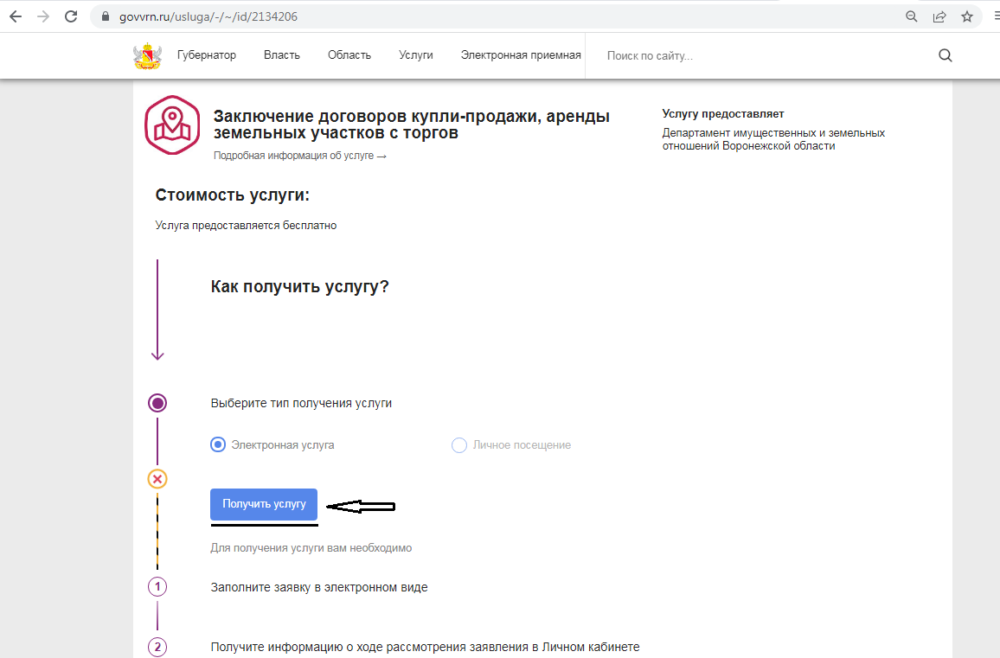 govvrn.ru/usluga/-/~/id/2134206
Губернатор Власть Область Услуги Электронная приемная Поиск по сайту...
Заключение договоров купли-продажи, аренды
земельных участков с торгов
Подробная информация об услуге →
Услугу предоставляет
Департамент имущественных и земельных
отношений Воронежской области
Стоимость услуги:
Услуга предоставляется бесплатно
Как получить услугу?
Выберите тип получения услуги
Электронная услуга Личное посещение
Получить услугу
Для получения услуги вам необходимо
1 Заполните заявку в электронном виде
2 Получите информацию о ходе рассмотрения заявления в Личном кабинете